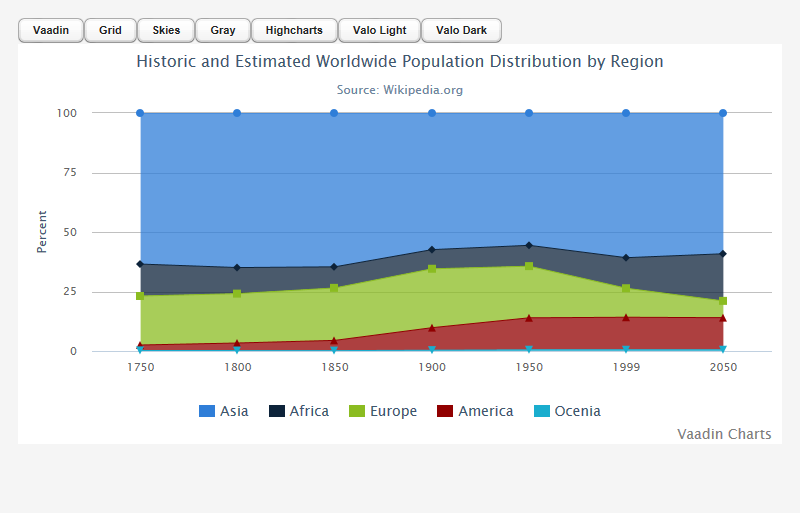 Vaadin Grid Skies Gray Highcharts Valo Light Valo Dark
Historic and Estimated Worldwide Population Distribution by Region
Source: Wikipedia.org
Percent
100
75
50
25
0
1750 1800 1850 1900 1950 1999 2050
Asia Africa Europe America Ocenia
Vaadin Charts